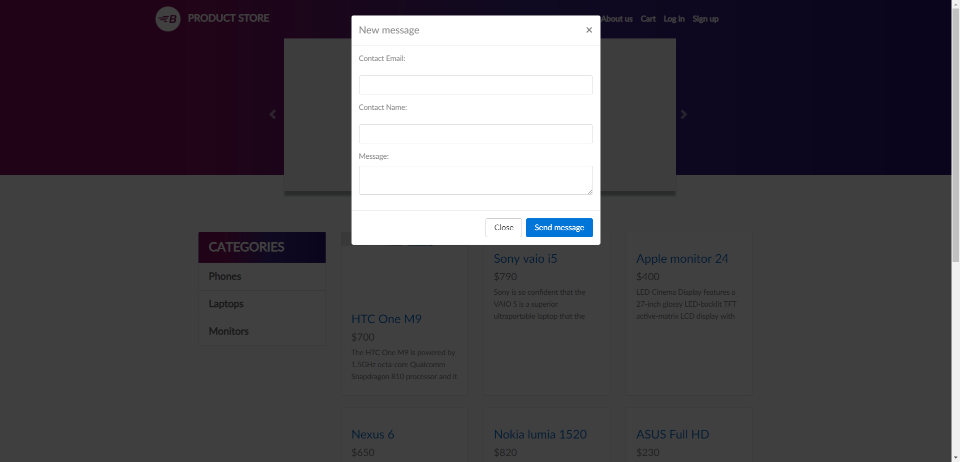 PRODUCT STORE
About us Cart Log in Sign up
New message
×
Contact Email:
Contact Name:
Message:
Close Send message
CATEGORIES
Phones
Laptops
Monitors
HTC One M9
$700
The HTC One M9 is powered by
1.5GHz octa-core Qualcomm
Snapdragon 810 processor and it
Sony vaio i5
$790
Sony is so confident that the
VAIO S is a superior
ultraportable laptop that the
Apple monitor 24
$400
LED Cinema Display features a
27-inch glossy LED-backlit TFT
active-matrix LCD display with
Nexus 6
$650
Nokia lumia 1520
$820
ASUS Full HD
$230